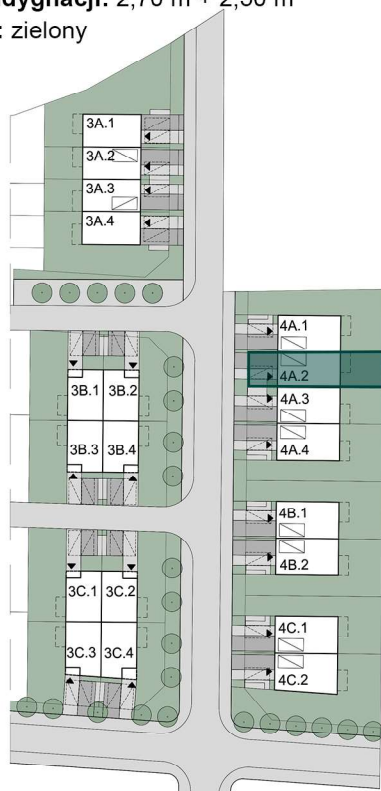 dygnacji: 2,70 m + 2,50 m
: zielony
3A.1
3A.2
3A.3
3A.4
4A.1
4A.2
4A.3
4A.4
3B.1 3B.2
3B.3 3B.4
4B.1
4B.2
3C.1 3C.2
3C.3 3C.4
4C.1
4C.2